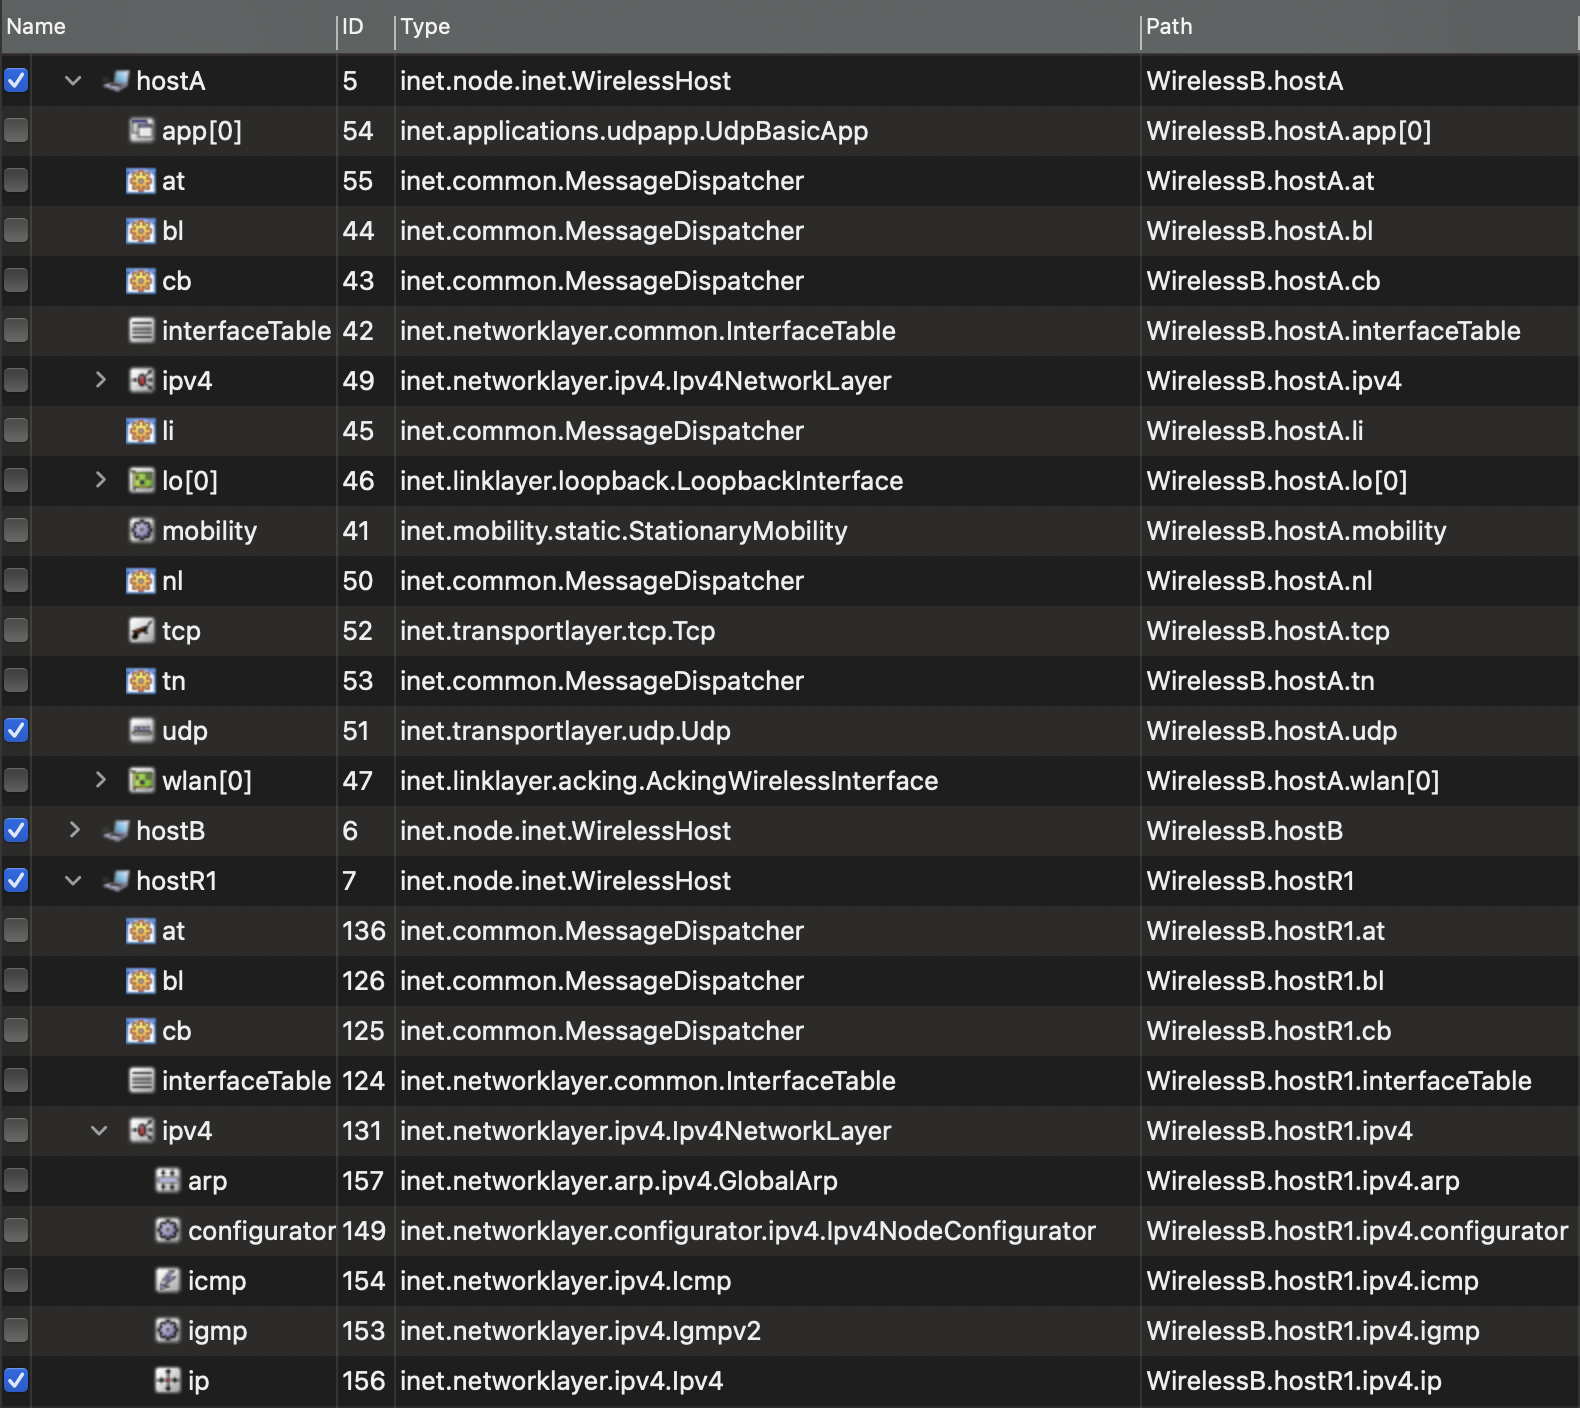 Name ID Type Path
hostA 5 inet.node.inet.WirelessHost WirelessB.hostA
app[0] 54 inet.applications.udpapp.UdpBasicApp WirelessB.hostA.app[0]
at 55 inet.common.MessageDispatcher WirelessB.hostA.at
bl 44 inet.common.MessageDispatcher WirelessB.hostA.bl
cb 43 inet.common.MessageDispatcher WirelessB.hostA.cb
interfaceTable 42 inet.networklayer.common.InterfaceTable WirelessB.hostA.interfaceTable
ipv4 49 inet.networklayer.ipv4.Ipv4NetworkLayer WirelessB.hostA.ipv4
li 45 inet.common.MessageDispatcher WirelessB.hostA.li
lo[0] 46 inet.linklayer.loopback.LoopbackInterface WirelessB.hostA.lo[0]
mobility 41 inet.mobility.static.StationaryMobility WirelessB.hostA.mobility
nl 50 inet.common.MessageDispatcher WirelessB.hostA.nl
tcp 52 inet.transportlayer.tcp.Tcp WirelessB.hostA.tcp
tn 53 inet.common.MessageDispatcher WirelessB.hostA.tn
udp 51 inet.transportlayer.udp.Udp WirelessB.hostA.udp
wlan[0] 47 inet.linklayer.acking.AckingWirelessInterface WirelessB.hostA.wlan[0]
hostB 6 inet.node.inet.WirelessHost WirelessB.hostB
hostR1 7 inet.node.inet.WirelessHost WirelessB.hostR1
at 136 inet.common.MessageDispatcher WirelessB.hostR1.at
bl 126 inet.common.MessageDispatcher WirelessB.hostR1.bl
cb 125 inet.common.MessageDispatcher WirelessB.hostR1.cb
interfaceTable 124 inet.networklayer.common.InterfaceTable WirelessB.hostR1.interfaceTable
ipv4 131 inet.networklayer.ipv4.Ipv4NetworkLayer WirelessB.hostR1.ipv4
arp 157 inet.networklayer.arp.ipv4.GlobalArp WirelessB.hostR1.ipv4.arp
configurator 149 inet.networklayer.configurator.ipv4.Ipv4NodeConfigurator WirelessB.hostR1.ipv4.configurator
icmp 154 inet.networklayer.ipv4.Icmp WirelessB.hostR1.ipv4.icmp
igmp 153 inet.networklayer.ipv4.Igmpv2 WirelessB.hostR1.ipv4.igmp
ip 156 inet.networklayer.ipv4.Ipv4 WirelessB.hostR1.ipv4.ip